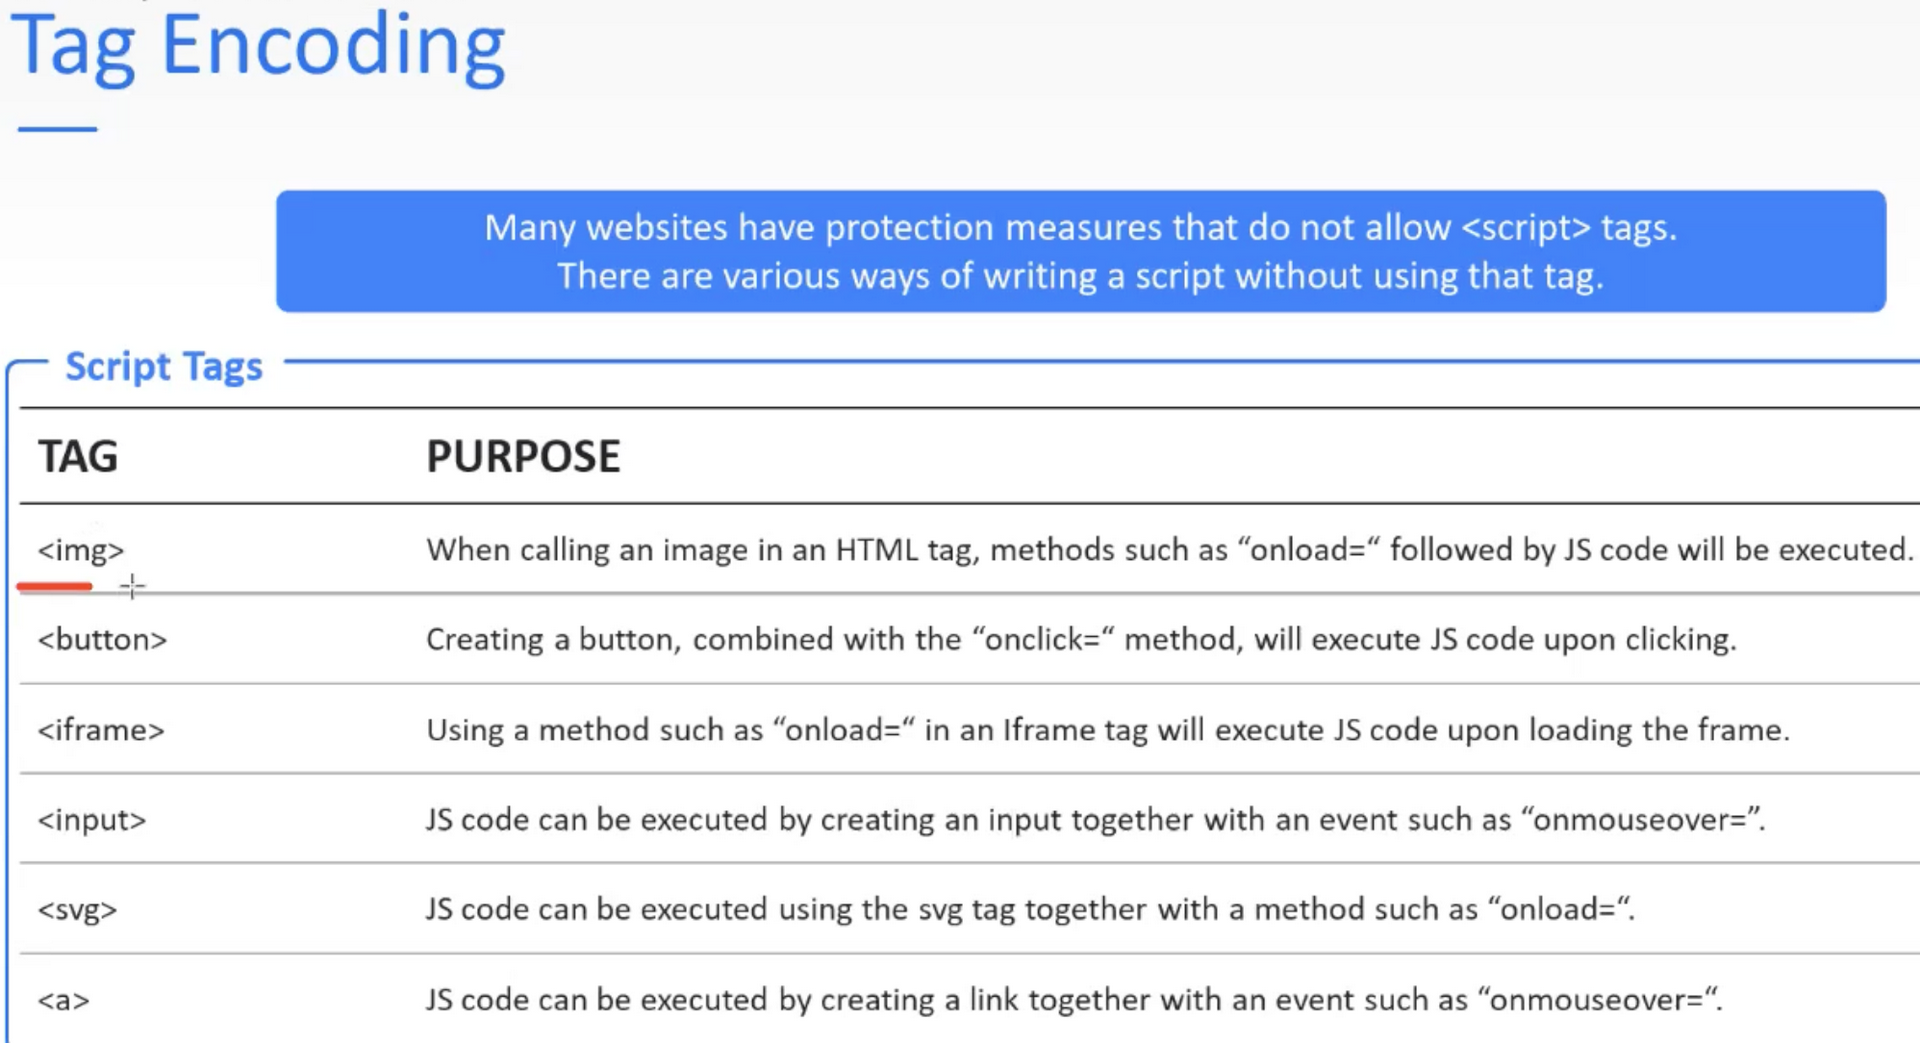 Tag Encoding
Many websites have protection measures that do not allow <script> tags.
There are various ways of writing a script without using that tag.
Script Tags
TAG PURPOSE
<img> When calling an image in an HTML tag, methods such as “onload=“ followed by JS code will be executed.
<button> Creating a button, combined with the “onclick=“ method, will execute JS code upon clicking.
<iframe> Using a method such as “onload=“ in an Iframe tag will execute JS code upon loading the frame.
<input> JS code can be executed by creating an input together with an event such as “onmouseover=”.
<svg> JS code can be executed using the svg tag together with a method such as “onload=“.
<a> JS code can be executed by creating a link together with an event such as “onmouseover=“.